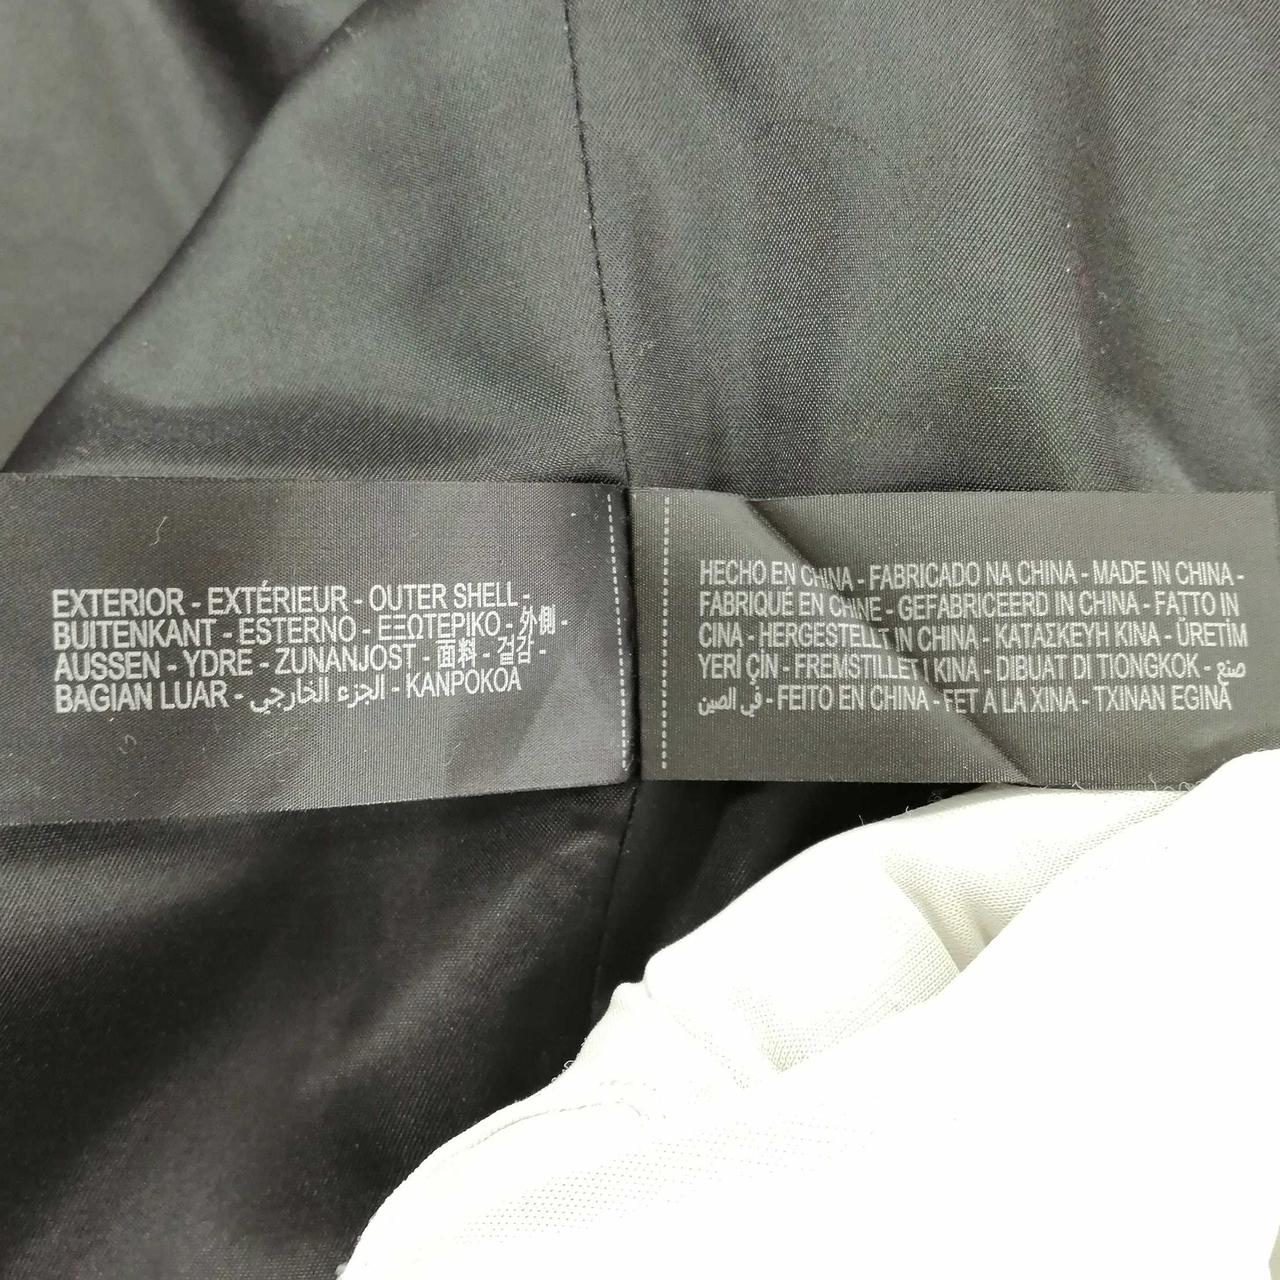 EXTERIOR - EXTÉRIEUR - OUTER SHELL -
BUITENKANT - ESTERNO - ΕΞΩΤΕΡΙΚΟ - 外側 -
AUSSEN - YDRE - ZUNANJOST - 面料 - 겉감 -
BAGIAN LUAR - الجزء الخارجي - KANPOKOA
HECHO EN CHINA - FABRICADO NA CHINA - MADE IN CHINA -
FABRIQUÉ EN CHINE - GEFABRICEERD IN CHINA - FATTO IN
CINA - HERGESTELLT IN CHINA - ΚΑΤΑΣΚΕΥΗ ΚΙΝΑ - ÜRETİM
YERİ ÇİN - FREMSTILLET I KINA - DIBUAT DI TIONGKOK - صنع
في الصين - FEITO EN CHINA - FET A LA XINA - TXINAN EGINA